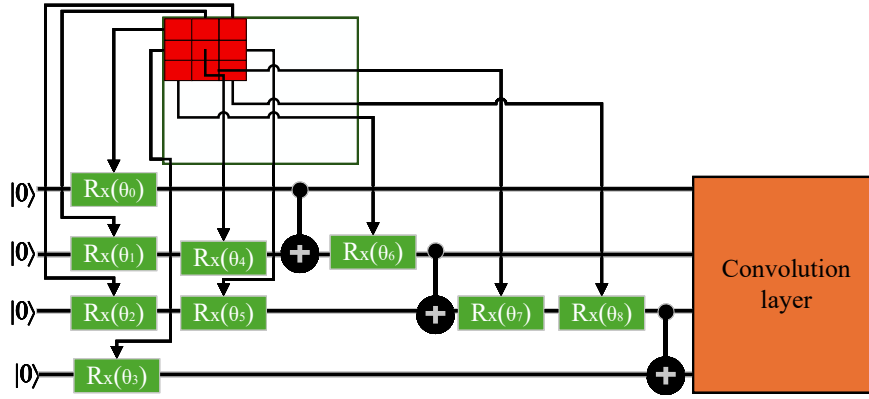 |0⟩ Rx(θ₀)
|0⟩ Rx(θ₁) Rx(θ₄) Rx(θ₆)
|0⟩ Rx(θ₂) Rx(θ₅) Rx(θ₇) Rx(θ₈)
|0⟩ Rx(θ₃)
Convolution
layer